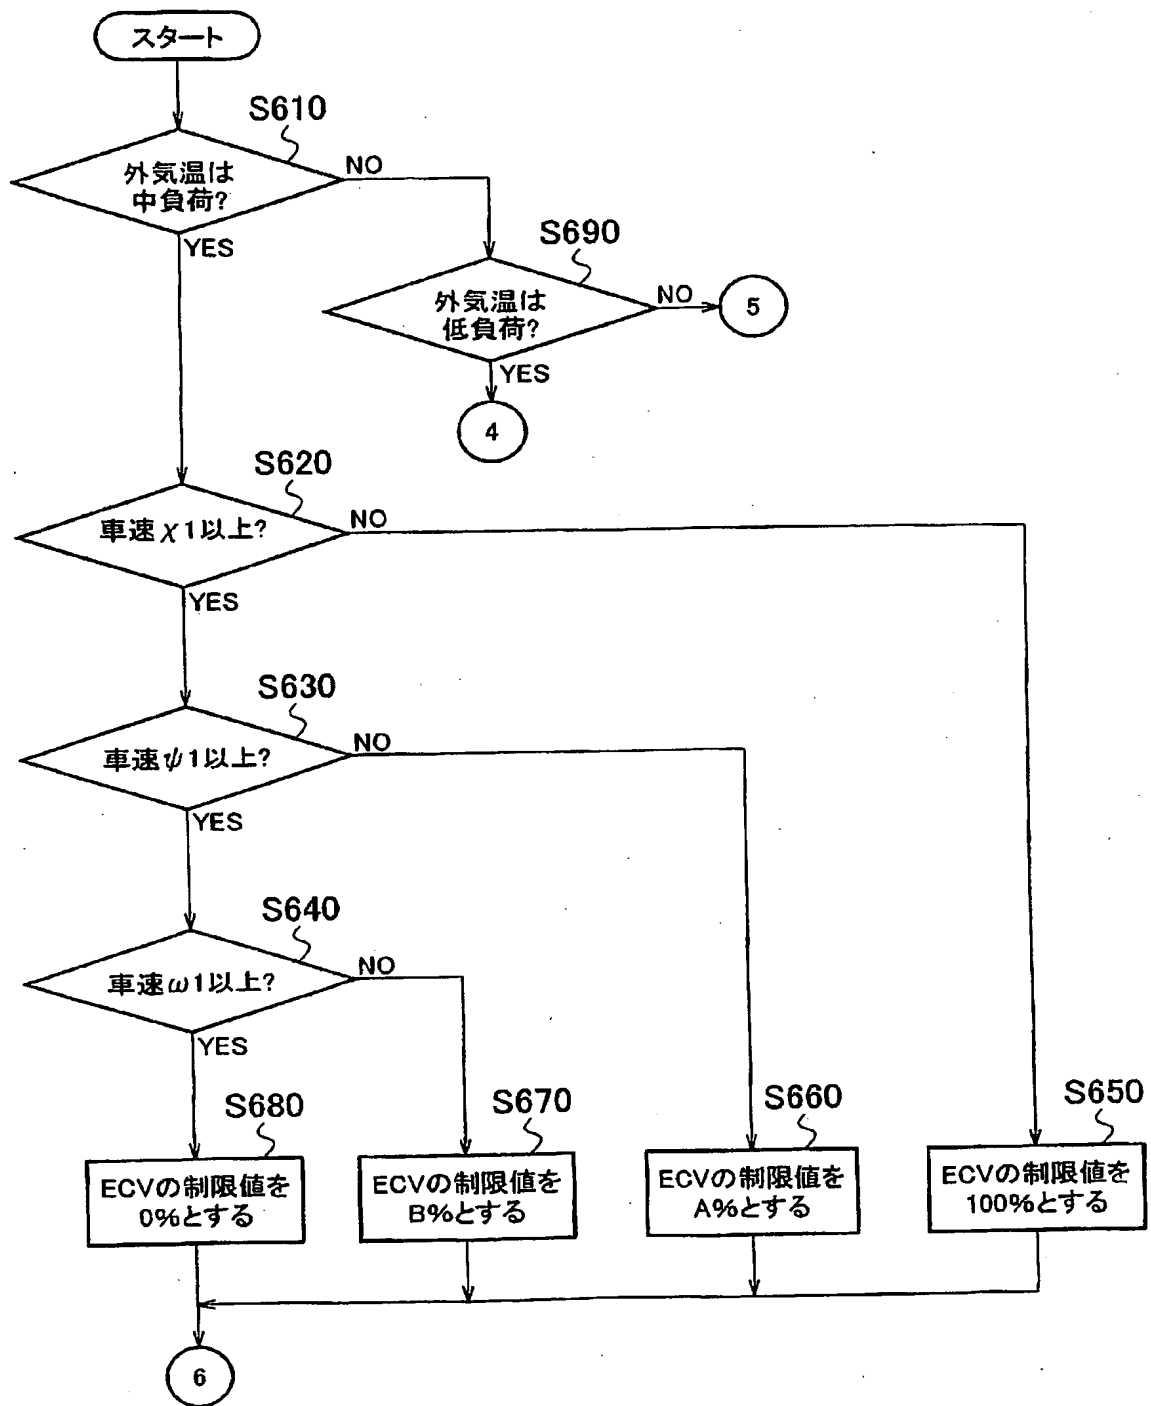 スタート
S610
外気温は
中負荷?
NO
YES
S690
外気温は
低負荷?
NO
5
YES
4
S620
車速χ1以上?
NO
YES
S630
車速ψ1以上?
NO
YES
S640
車速ω1以上?
NO
YES
S680
ECVの制限値を
0%とする
S670
ECVの制限値を
B%とする
S660
ECVの制限値を
A%とする
S650
ECVの制限値を
100%とする
6